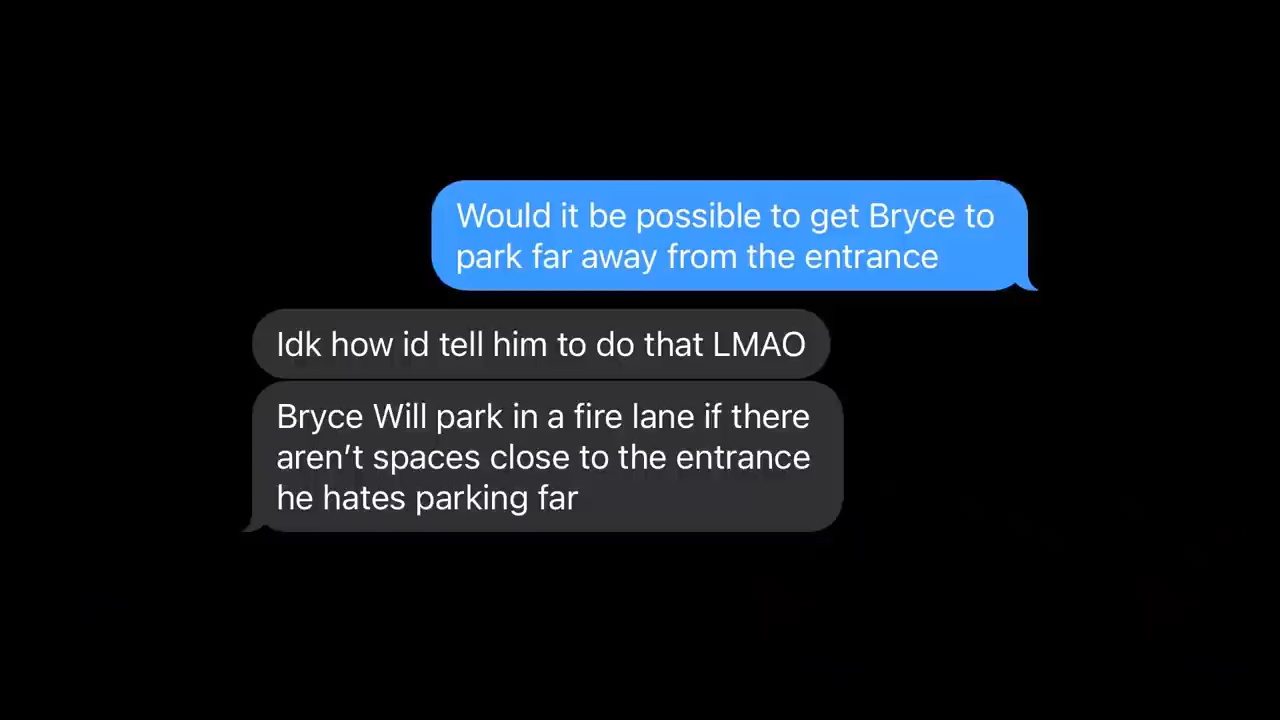 Would it be possible to get Bryce to
park far away from the entrance
Idk how id tell him to do that LMAO
Bryce Will park in a fire lane if there
aren’t spaces close to the entrance
he hates parking far